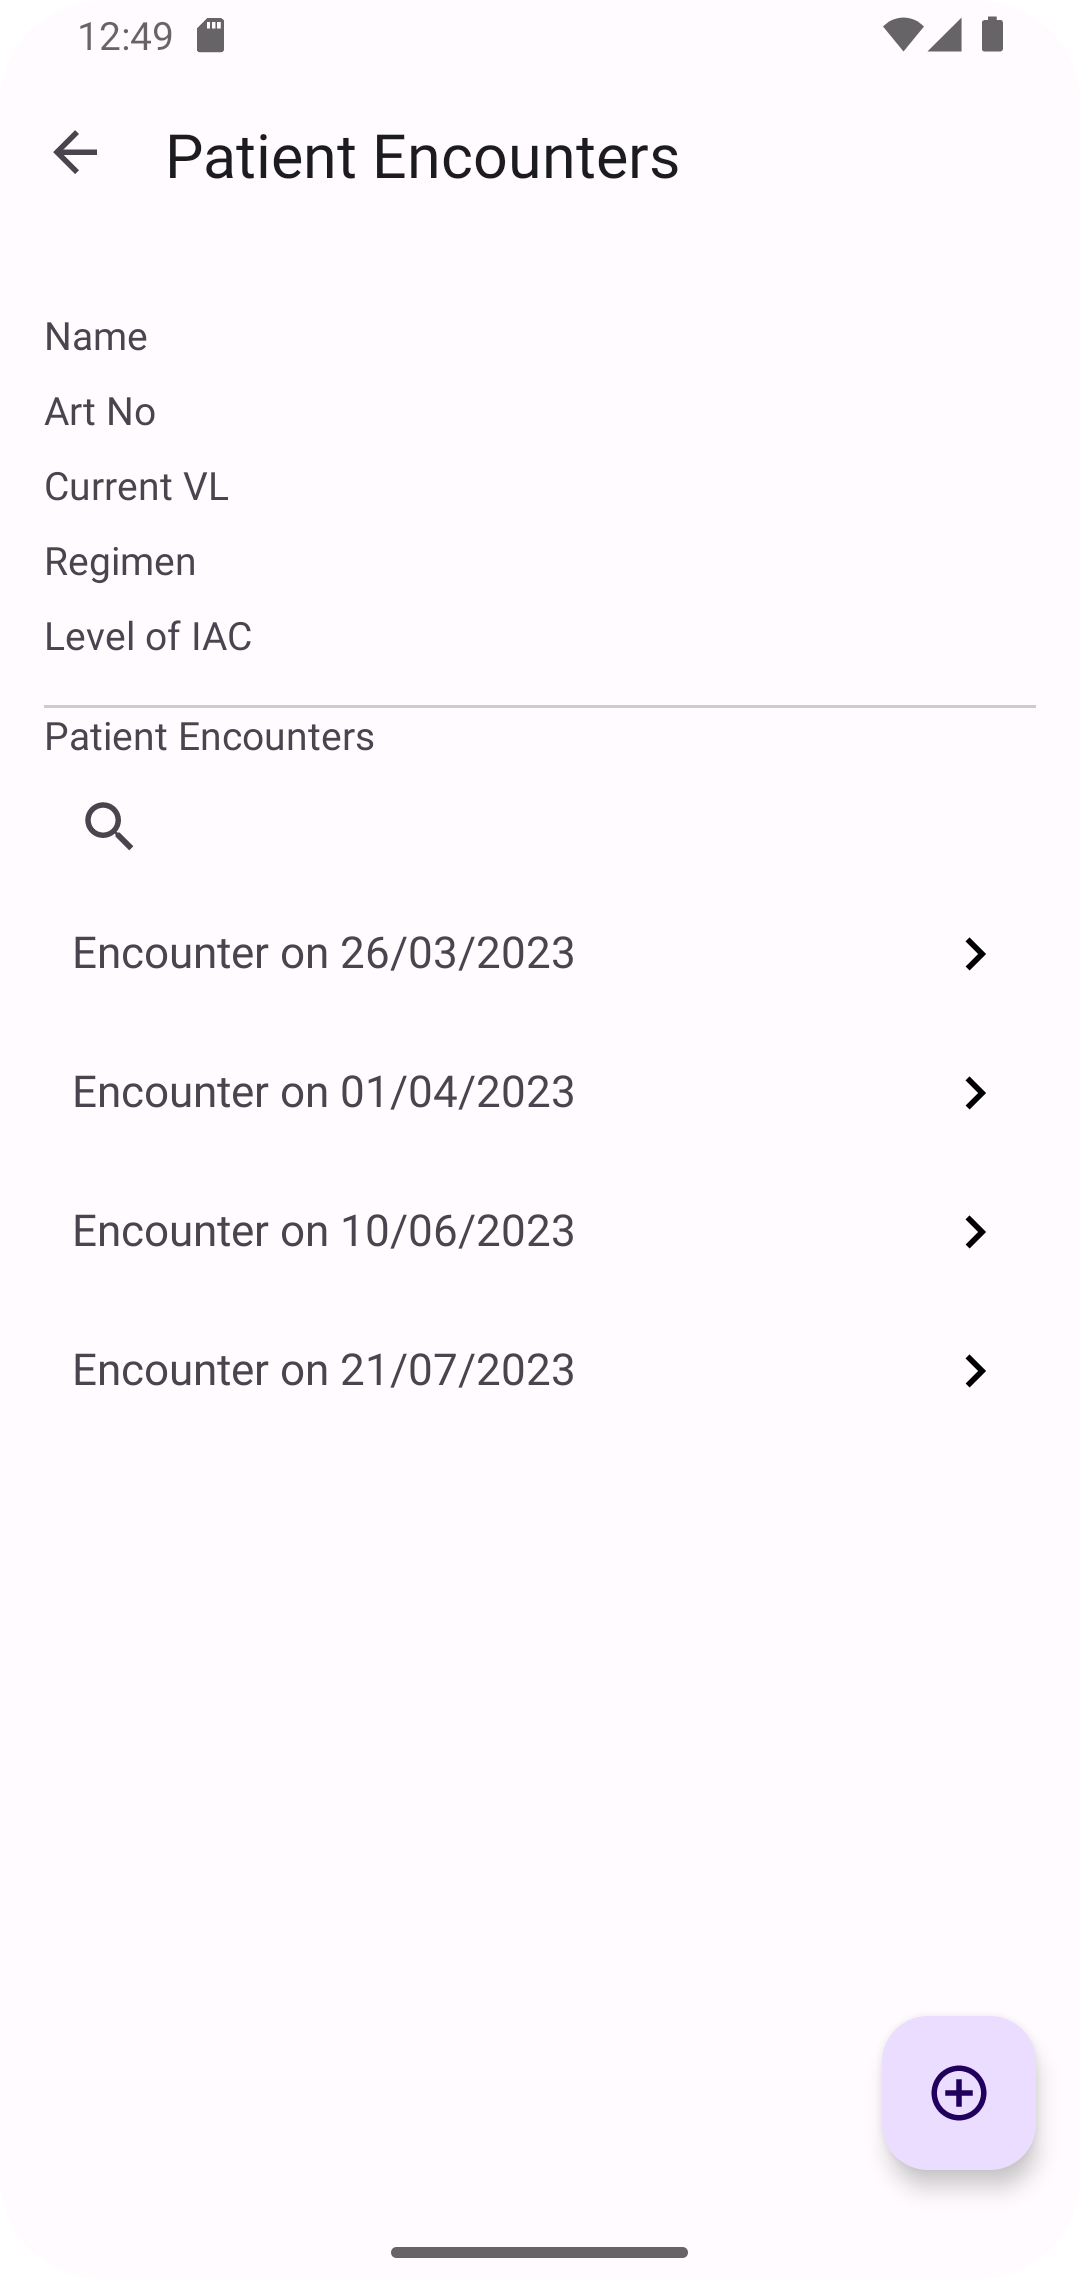 12:49
Patient Encounters
Name
Art No
Current VL
Regimen
Level of IAC
Patient Encounters
Encounter on 26/03/2023
Encounter on 01/04/2023
Encounter on 10/06/2023
Encounter on 21/07/2023